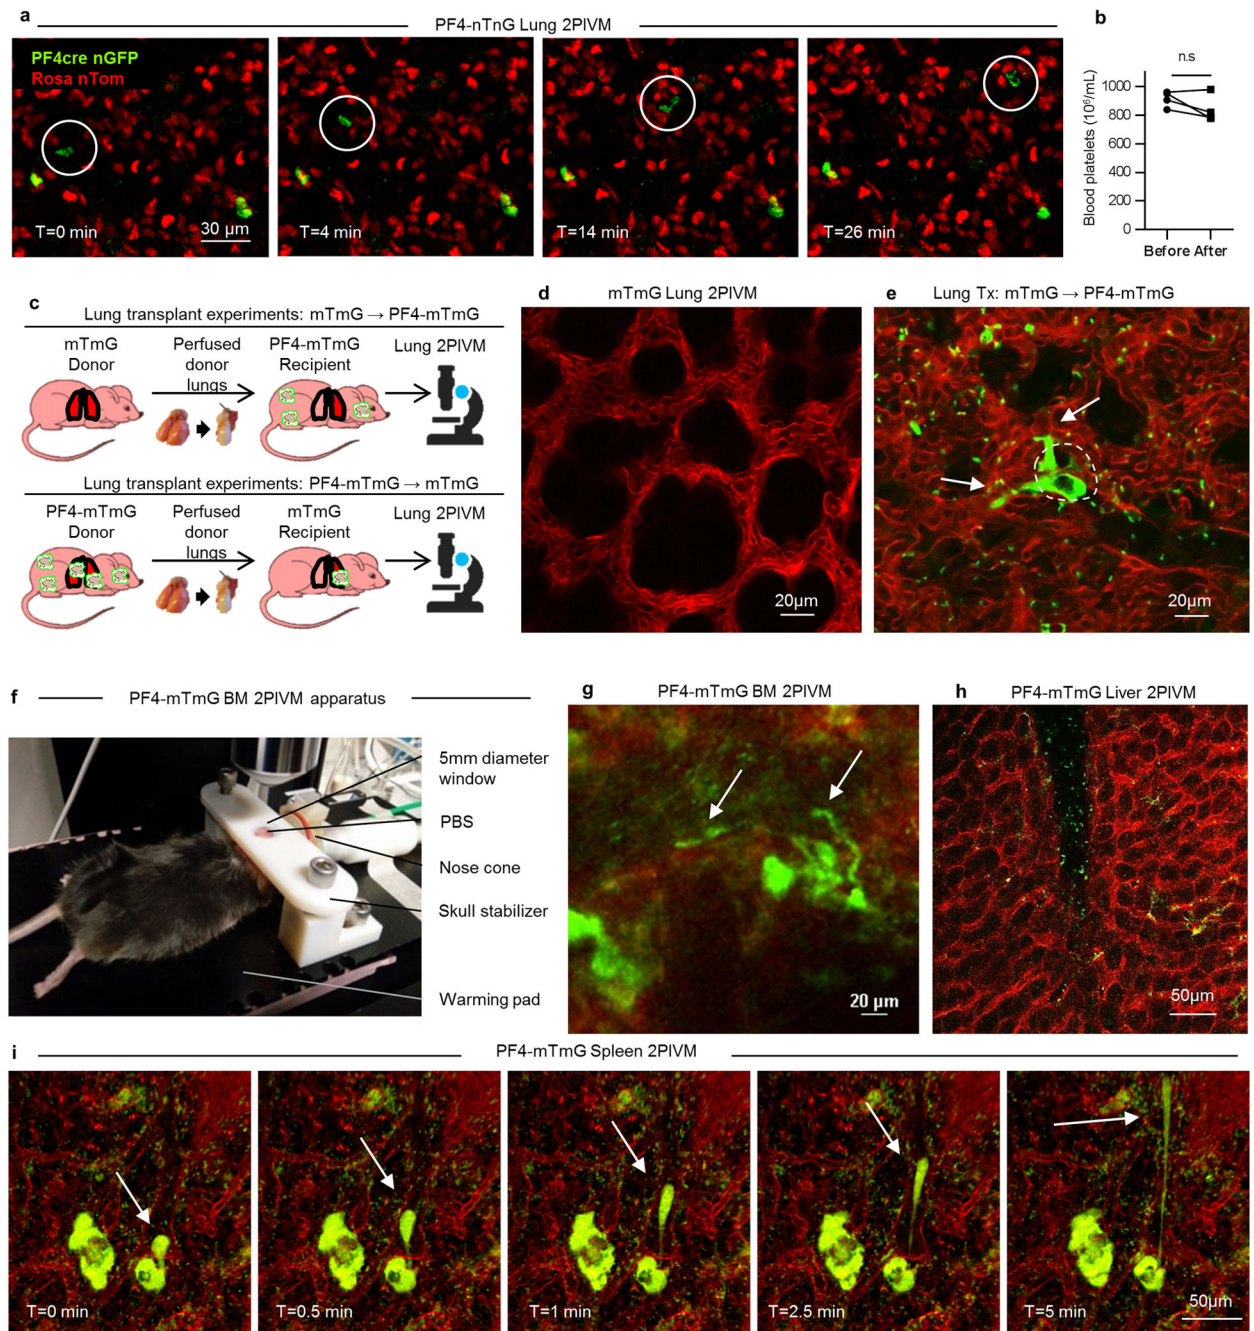 a
PF4-nTnG Lung 2PIVM
PF4cre nGFP
Rosa nTom
T=0 min
30 µm
T=4 min
T=14 min
T=26 min
b
n.s
Blood platelets (10⁶/mL)
1000
800
600
400
200
0
Before After
c
Lung transplant experiments: mTmG → PF4-mTmG
mTmG
Donor
Perfused
donor
lungs
PF4-mTmG
Recipient
Lung 2PIVM
Lung transplant experiments: PF4-mTmG → mTmG
PF4-mTmG
Donor
Perfused
donor
lungs
mTmG
Recipient
Lung 2PIVM
d
mTmG Lung 2PIVM
20µm
e
Lung Tx: mTmG → PF4-mTmG
20µm
f
PF4-mTmG BM 2PIVM apparatus
5mm diameter
window
PBS
Nose cone
Skull stabilizer
Warming pad
g
PF4-mTmG BM 2PIVM
20 µm
h
PF4-mTmG Liver 2PIVM
50µm
i
PF4-mTmG Spleen 2PIVM
T=0 min
T=0.5 min
T=1 min
T=2.5 min
T=5 min
50µm